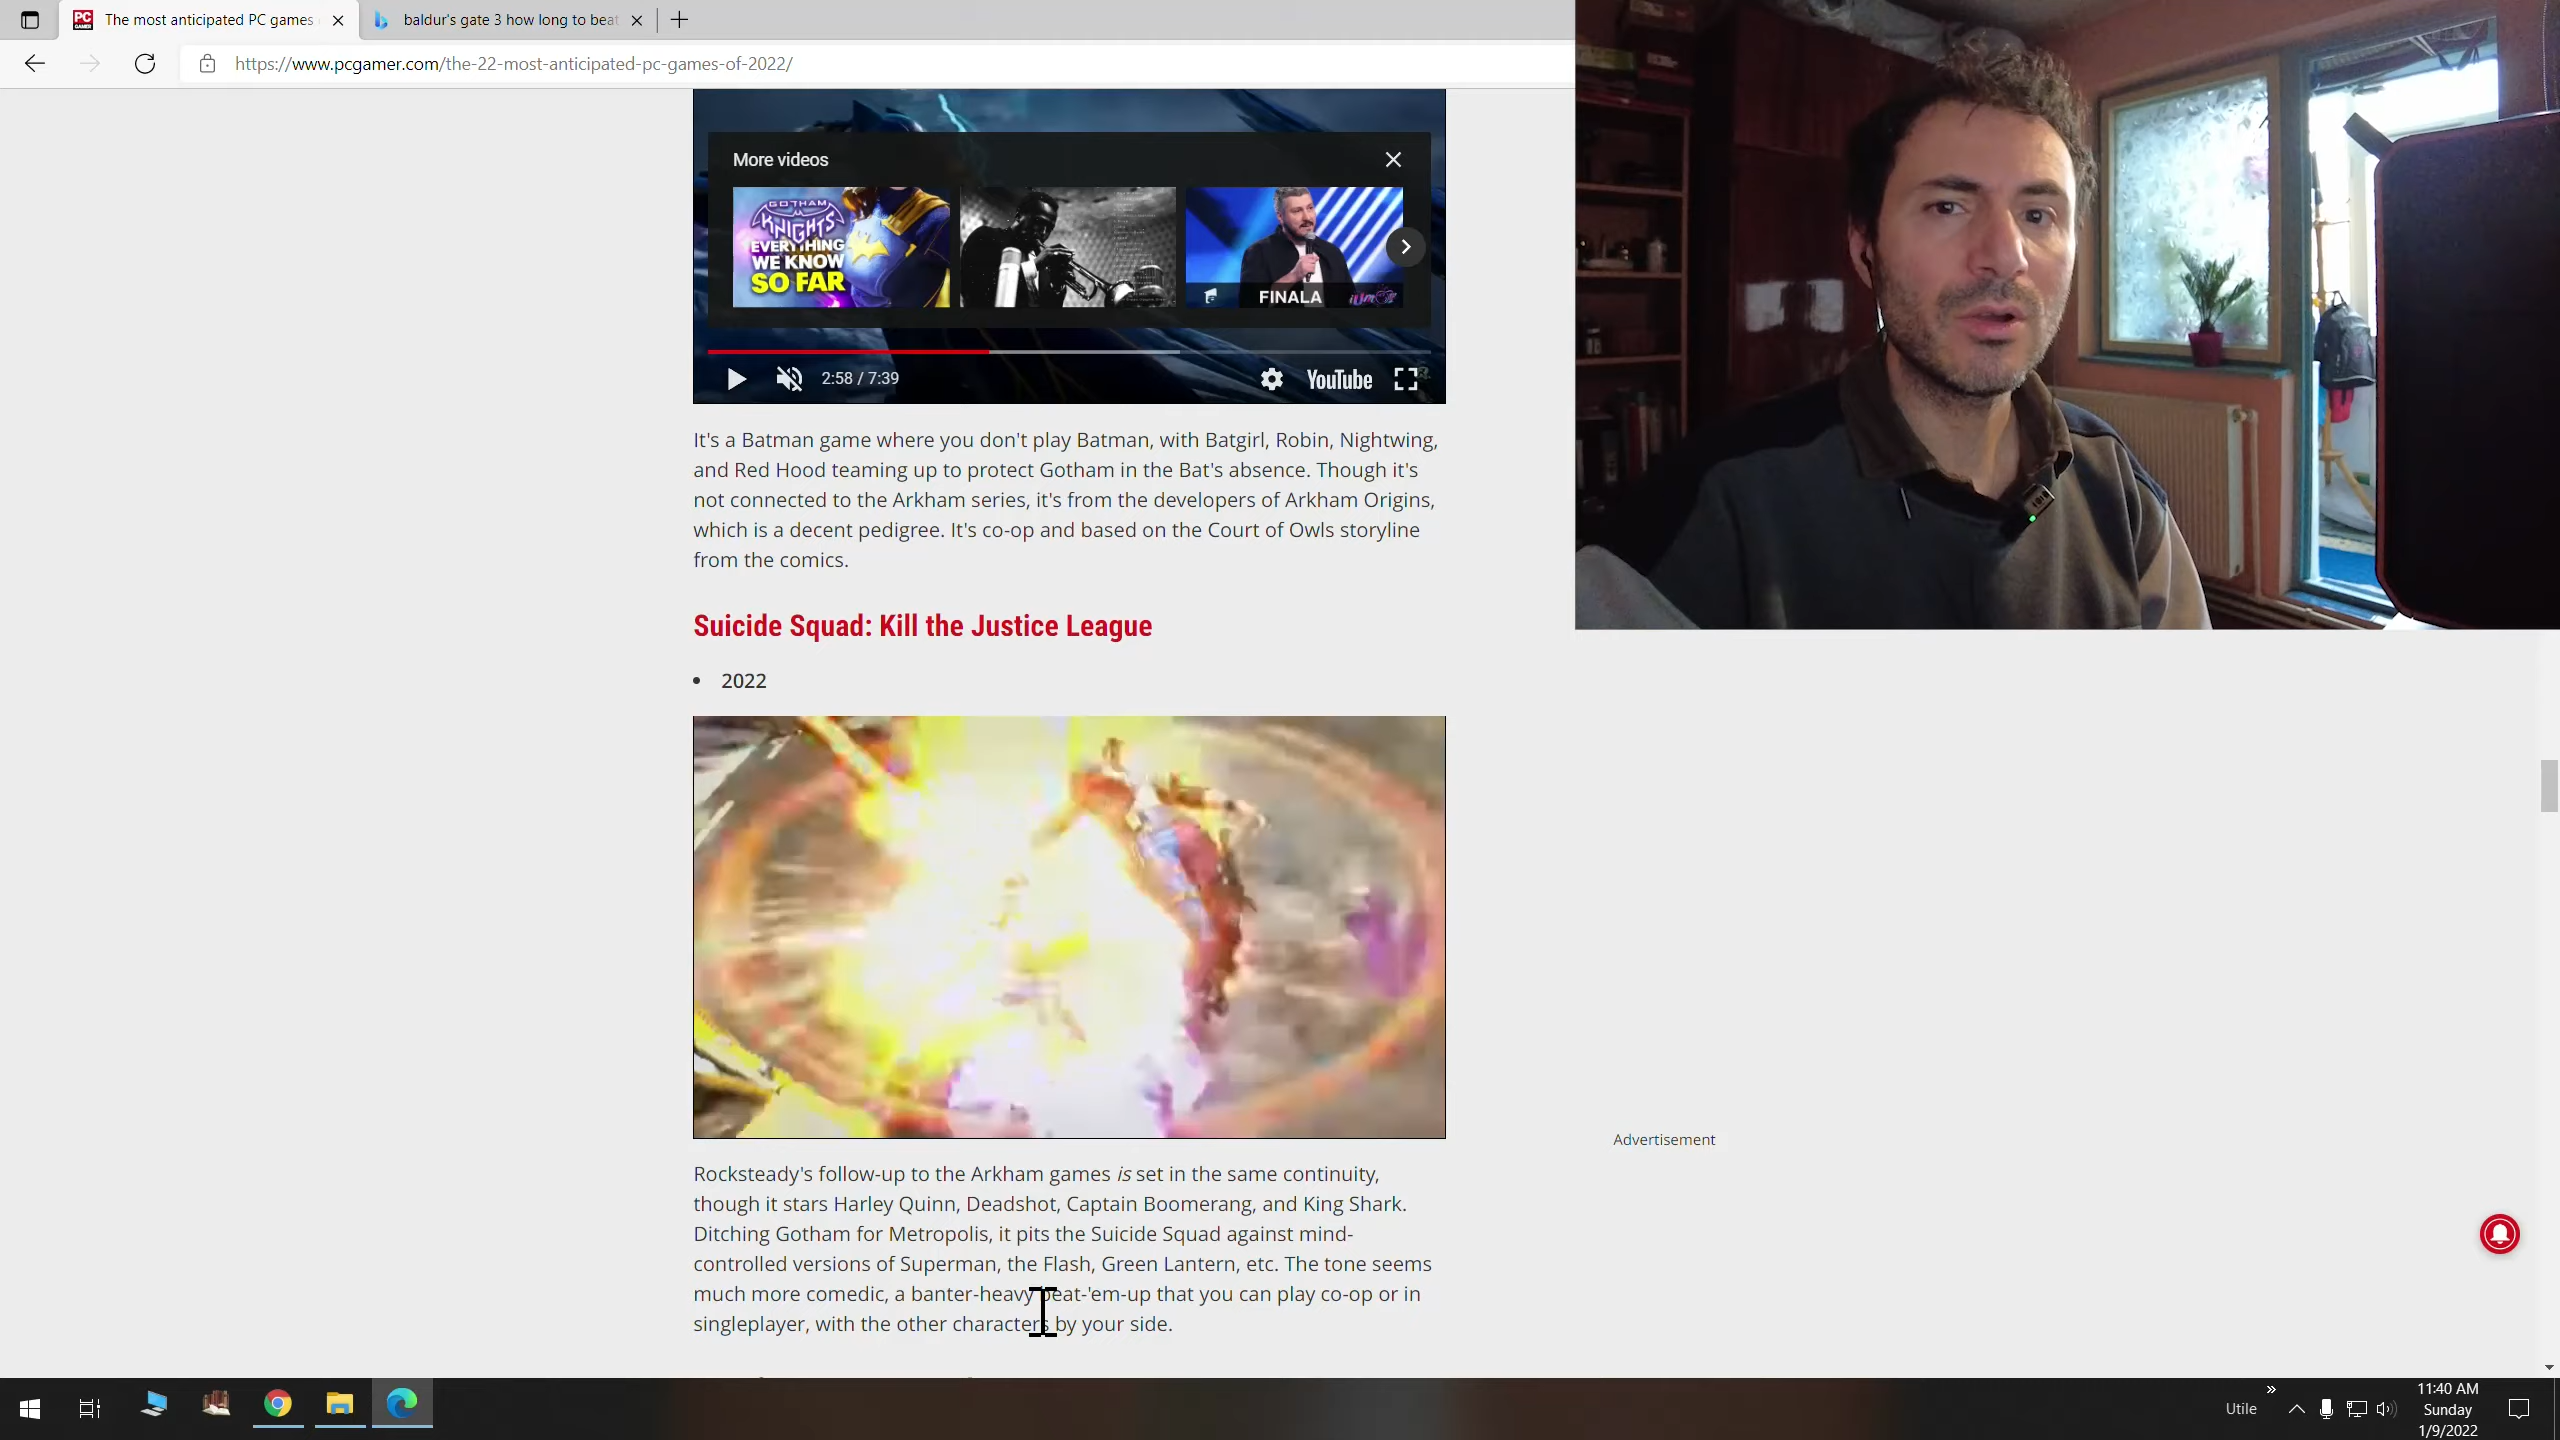 The most anticipated PC games
baldur's gate 3 how long to beat
https://www.pcgamer.com/the-22-most-anticipated-pc-games-of-2022/
More videos
GOTHAM
KNIGHTS
EVERYTHING
WE KNOW
SO FAR
FINALA
2:58 / 7:39
YouTube
It's a Batman game where you don't play Batman, with Batgirl, Robin, Nightwing,
and Red Hood teaming up to protect Gotham in the Bat's absence. Though it's
not connected to the Arkham series, it's from the developers of Arkham Origins,
which is a decent pedigree. It's co-op and based on the Court of Owls storyline
from the comics.
Suicide Squad: Kill the Justice League
• 2022
Advertisement
Rocksteady's follow-up to the Arkham games is set in the same continuity,
though it stars Harley Quinn, Deadshot, Captain Boomerang, and King Shark.
Ditching Gotham for Metropolis, it pits the Suicide Squad against mind-
controlled versions of Superman, the Flash, Green Lantern, etc. The tone seems
much more comedic, a banter-heavy beat-'em-up that you can play co-op or in
singleplayer, with the other characters by your side.
Utile
11:40 AM
Sunday
1/9/2022